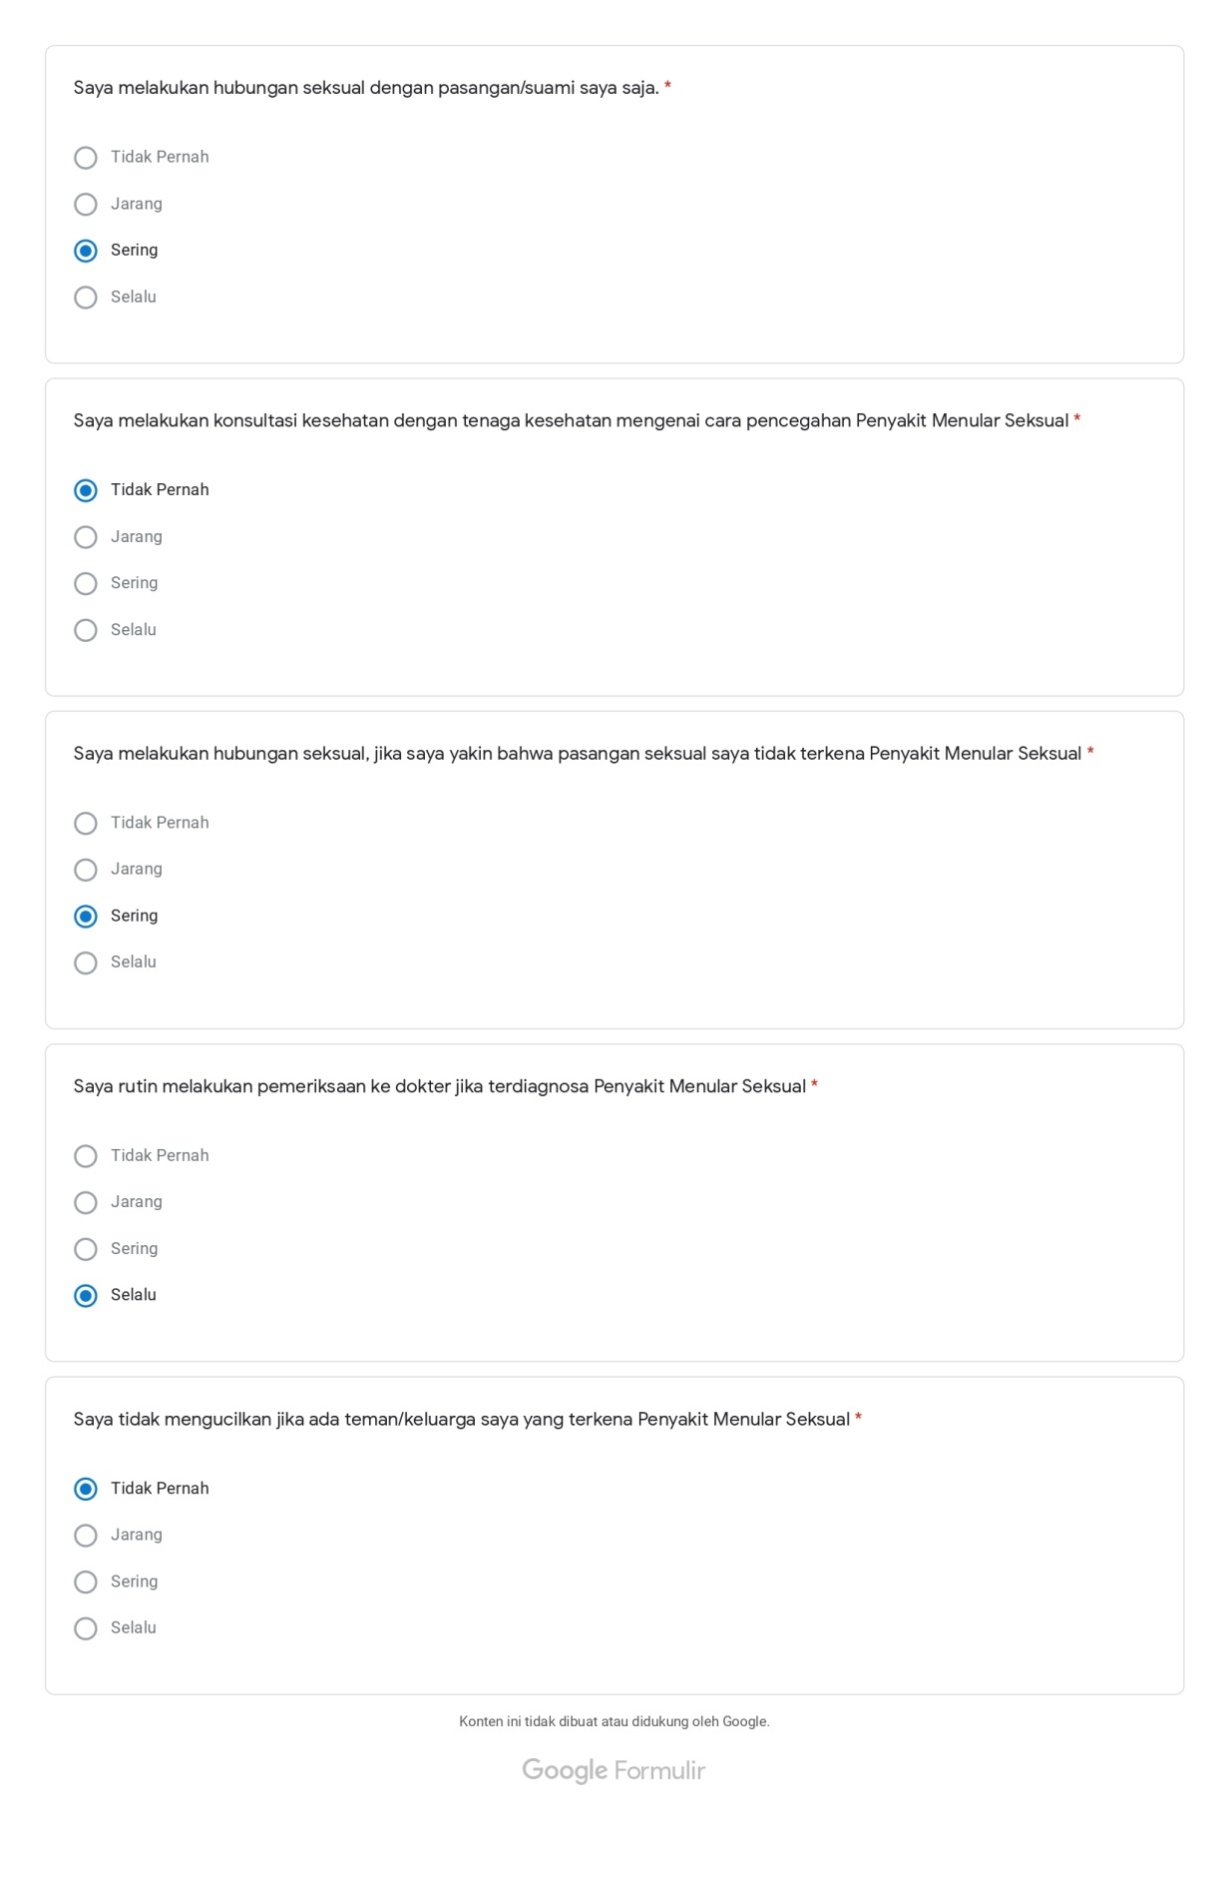 Saya melakukan hubungan seksual dengan pasangan/suami saya saja. *
Tidak Pernah
Jarang
Sering
Selalu
Saya melakukan konsultasi kesehatan dengan tenaga kesehatan mengenai cara pencegahan Penyakit Menular Seksual *
Tidak Pernah
Jarang
Sering
Selalu
Saya melakukan hubungan seksual, jika saya yakin bahwa pasangan seksual saya tidak terkena Penyakit Menular Seksual *
Tidak Pernah
Jarang
Sering
Selalu
Saya rutin melakukan pemeriksaan ke dokter jika terdiagnosa Penyakit Menular Seksual *
Tidak Pernah
Jarang
Sering
Selalu
Saya tidak mengucilkan jika ada teman/keluarga saya yang terkena Penyakit Menular Seksual *
Tidak Pernah
Jarang
Sering
Selalu
Konten ini tidak dibuat atau didukung oleh Google.
Google Formulir